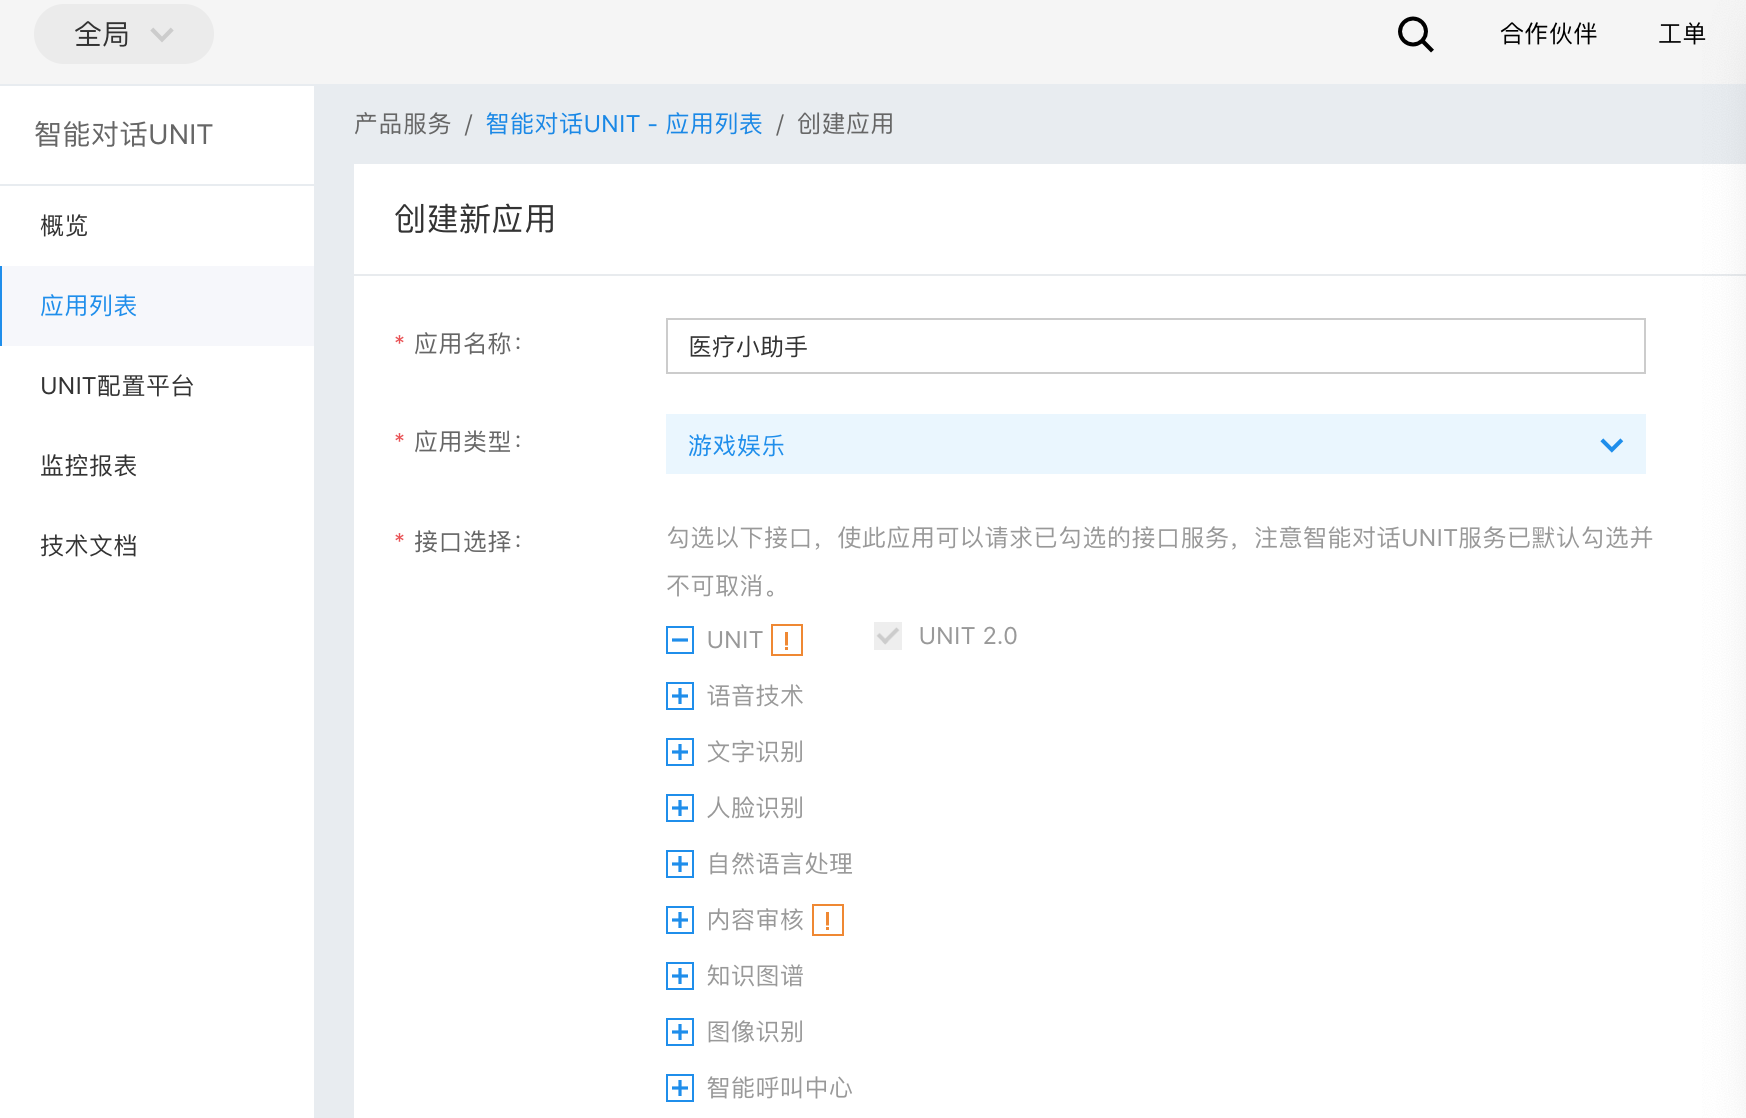 全局
合作伙伴
工单
智能对话UNIT
概览
应用列表
UNIT配置平台
监控报表
技术文档
产品服务 / 智能对话UNIT - 应用列表 / 创建应用
创建新应用
* 应用名称：
医疗小助手
* 应用类型：
游戏娱乐
* 接口选择：
勾选以下接口，使此应用可以请求已勾选的接口服务，注意智能对话UNIT服务已默认勾选并
不可取消。
UNIT !
UNIT 2.0
语音技术
文字识别
人脸识别
自然语言处理
内容审核 !
知识图谱
图像识别
智能呼叫中心